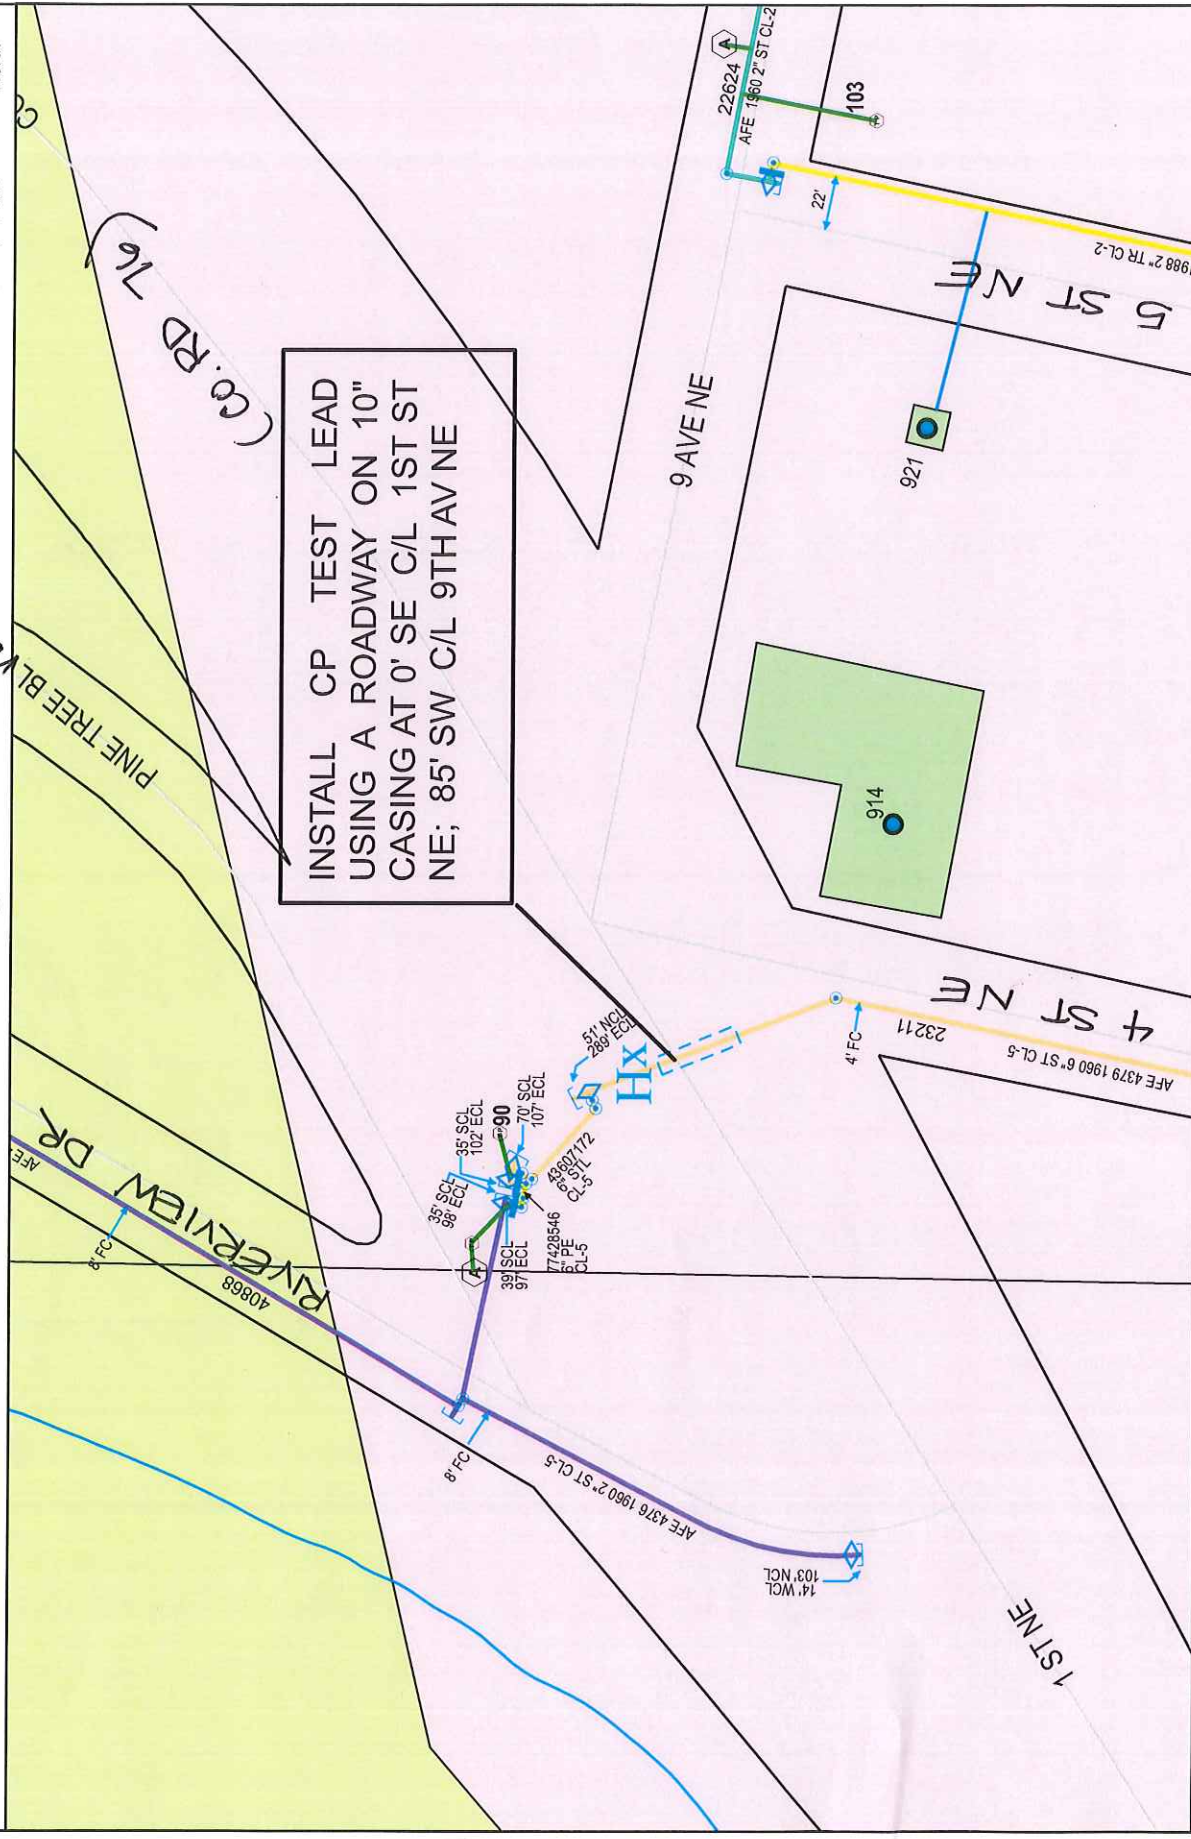 INSTALL CP TEST LEAD
USING A ROADWAY ON 10"
CASING AT 0' SE C/L 1ST ST
NE; 85' SW C/L 9TH AV NE
(CO. RD 76)
PINE TREE BLV
RIVERVIEW DR
40868
8' FC
AFE
8' FC
AFE 4376 1960 2" ST CL-5
14' WCL
103' NCL
1 ST NE
A
35' SCL
98' ECL
35' SCL
102' ECL
90
70' SCL
107' ECL
39' SCL
97' ECL
77428546
6" PE
CL-5
43607172
6" STL
CL-5
51' NCL
289' ECL
Hx
4' FC
23211
AFE 4379 1960 6" ST CL-5
4 ST NE
914
921
9 AVE NE
5 ST NE
1988 2" TR CL-2
22'
103
22624
AFE 1960 2" ST CL-2
A
CO